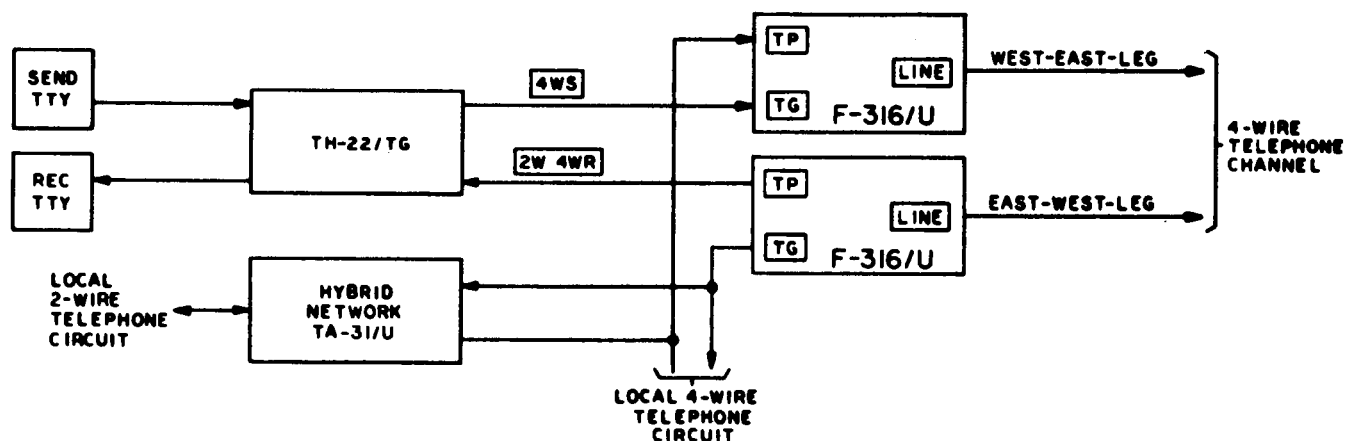 SEND
TTY
REC
TTY
TH-22/TG
4WS
2W 4WR
TP
LINE
TG
F-316/U
WEST-EAST-LEG
TP
LINE
TG
F-316/U
EAST-WEST-LEG
4-WIRE
TELEPHONE
CHANNEL
LOCAL
2-WIRE
TELEPHONE
CIRCUIT
HYBRID
NETWORK
TA-31/U
LOCAL 4-WIRE
TELEPHONE
CIRCUIT